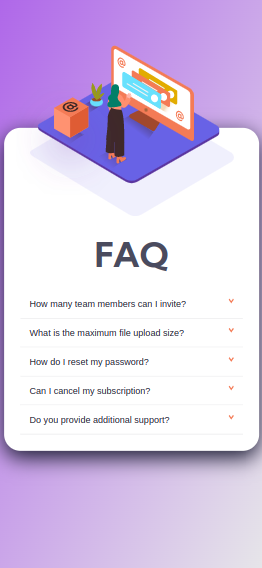 @
@
@
FAQ
How many team members can I invite?
What is the maximum file upload size?
How do I reset my password?
Can I cancel my subscription?
Do you provide additional support?